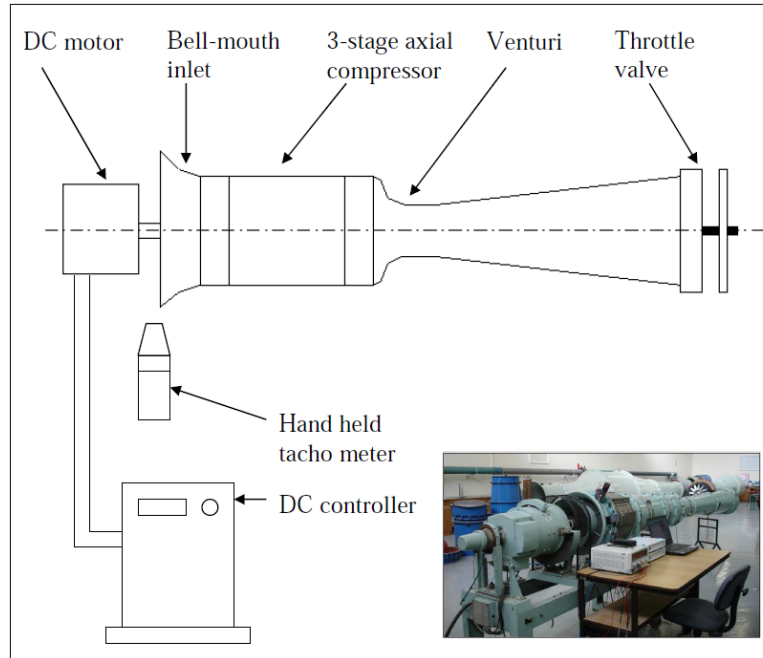 DC motor
Bell-mouth
inlet
3-stage axial
compressor
Venturi
Throttle
valve
Hand held
tacho meter
DC controller